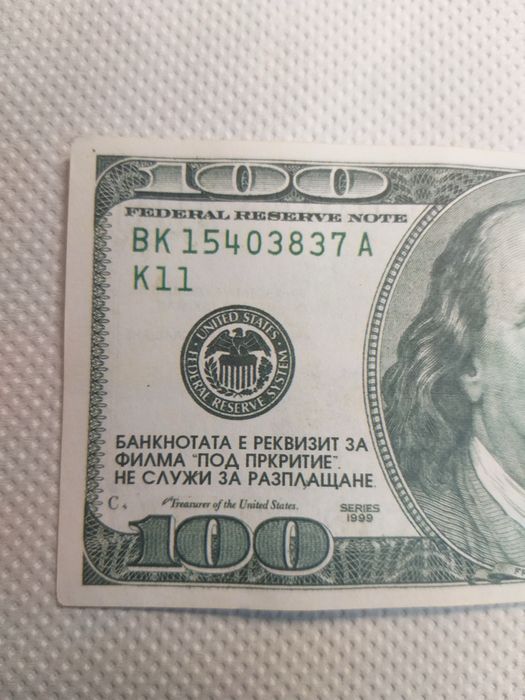 100
FEDERAL RESERVE NOTE
BK 15403837 A
K11
UNITED STATES
FEDERAL RESERVE SYSTEM
БАНКНОТАТА Е РЕКВИЗИТ ЗА
ФИЛМА "ПОД ПРКРИТИЕ".
НЕ СЛУЖИ ЗА РАЗПЛАЩАНЕ.
Treasurer of the United States.
SERIES
1999
100